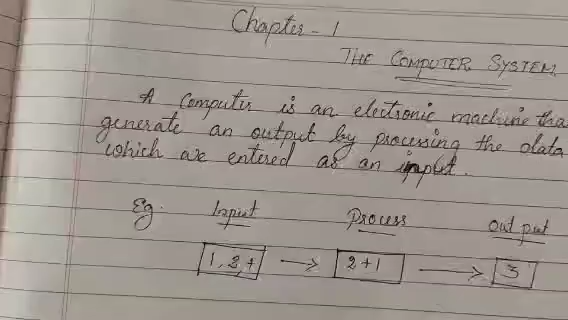 Chapter - 1
THE COMPUTER SYSTEM
A Computer is an electronic machine tha
generate an output by processing the data
which are entered as an input.
Eg. Input Process Out put
1, 2, + → 2+1 → 3